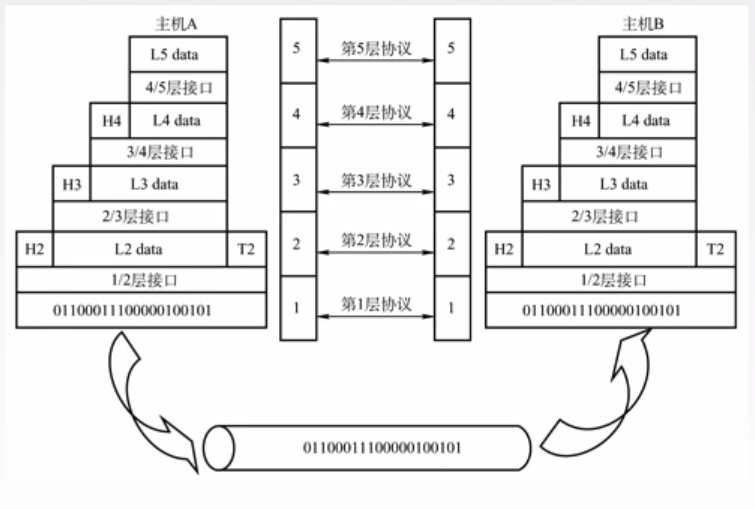 主机A
L5 data
4/5层接口
H4 L4 data
3/4层接口
H3 L3 data
2/3层接口
H2 L2 data T2
1/2层接口
01100011100000100101
5 第5层协议 5
4 第4层协议 4
3 第3层协议 3
2 第2层协议 2
1 第1层协议 1
主机B
L5 data
4/5层接口
H4 L4 data
3/4层接口
H3 L3 data
2/3层接口
H2 L2 data T2
1/2层接口
01100011100000100101
01100011100000100101